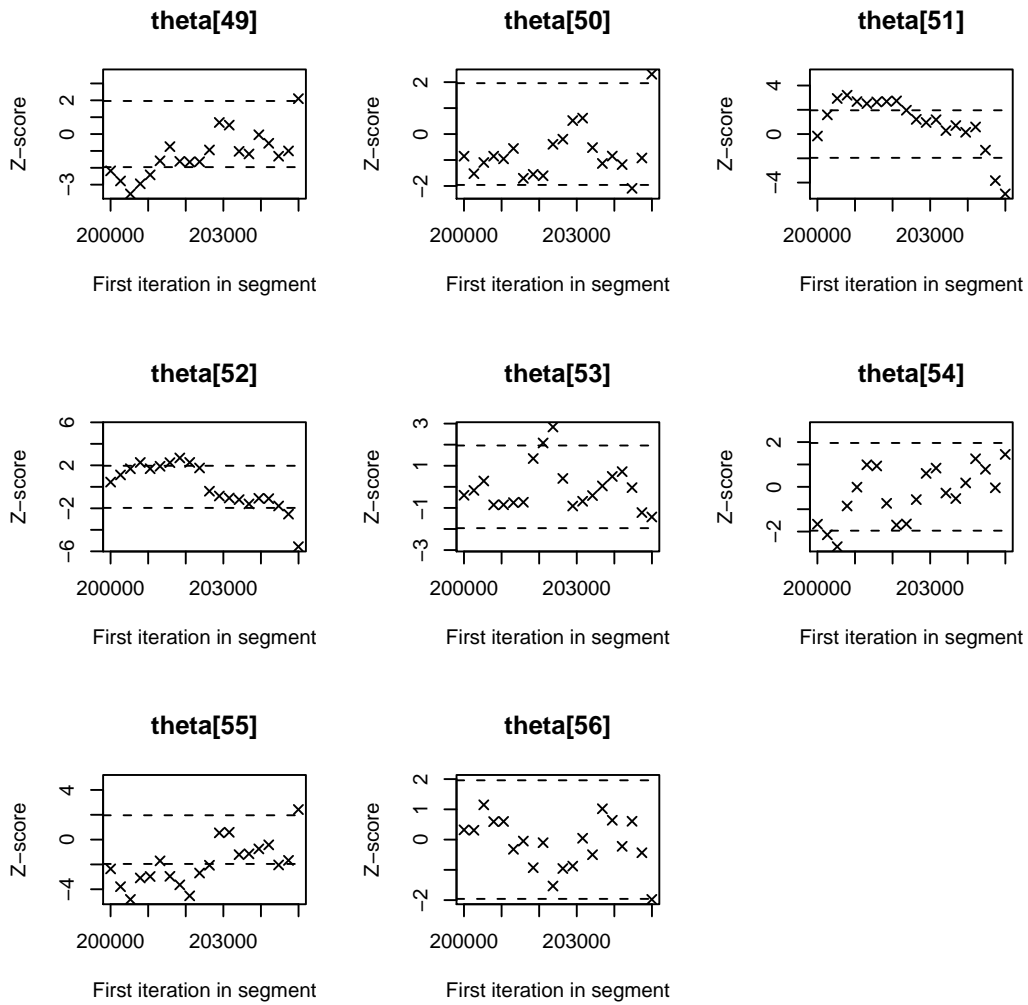 theta[49] theta[50] theta[51]
Z−score Z−score Z−score
2 0 −3
2 0 −2
4 0 −4
200000 203000 200000 203000 200000 203000
First iteration in segment First iteration in segment First iteration in segment
theta[52] theta[53] theta[54]
Z−score Z−score Z−score
6 2 −2 −6
3 1 −1 −3
2 0 −2
200000 203000 200000 203000 200000 203000
First iteration in segment First iteration in segment First iteration in segment
theta[55] theta[56]
Z−score Z−score
4 0 −4
2 1 0 −2
200000 203000 200000 203000
First iteration in segment First iteration in segment